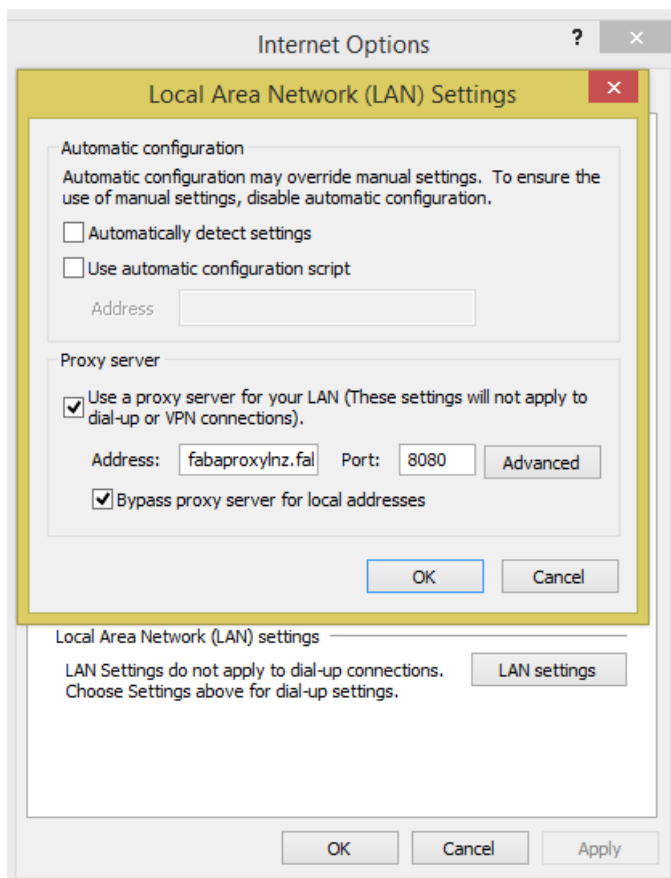 Internet Options
?
Local Area Network (LAN) Settings
Automatic configuration
Automatic configuration may override manual settings. To ensure the
use of manual settings, disable automatic configuration.
Automatically detect settings
Use automatic configuration script
Address
Proxy server
Use a proxy server for your LAN (These settings will not apply to
dial-up or VPN connections).
Address: fabaproxylnz.fal Port: 8080 Advanced
Bypass proxy server for local addresses
OK Cancel
Local Area Network (LAN) settings
LAN Settings do not apply to dial-up connections. LAN settings
Choose Settings above for dial-up settings.
OK Cancel Apply